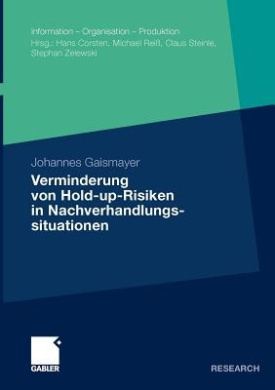 Information – Organisation – Produktion
Hrsg.: Hans Corsten, Michael Reiß, Claus Steinle,
Stephan Zelewski
Johannes Gaismayer
Verminderung
von Hold-up-Risiken
in Nachverhandlungs-
situationen
GABLER
RESEARCH